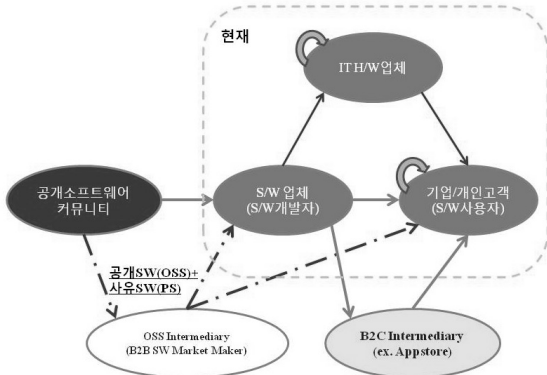 현재
IT H/W업체
공개소프트웨어
커뮤니티
S/W 업체
(S/W개발자)
기업/개인고객
(S/W사용자)
공개SW(OSS)+
사유SW(PS)
OSS Intermediary
(B2B SW Market Maker)
B2C Intermediary
(ex. Appstore)